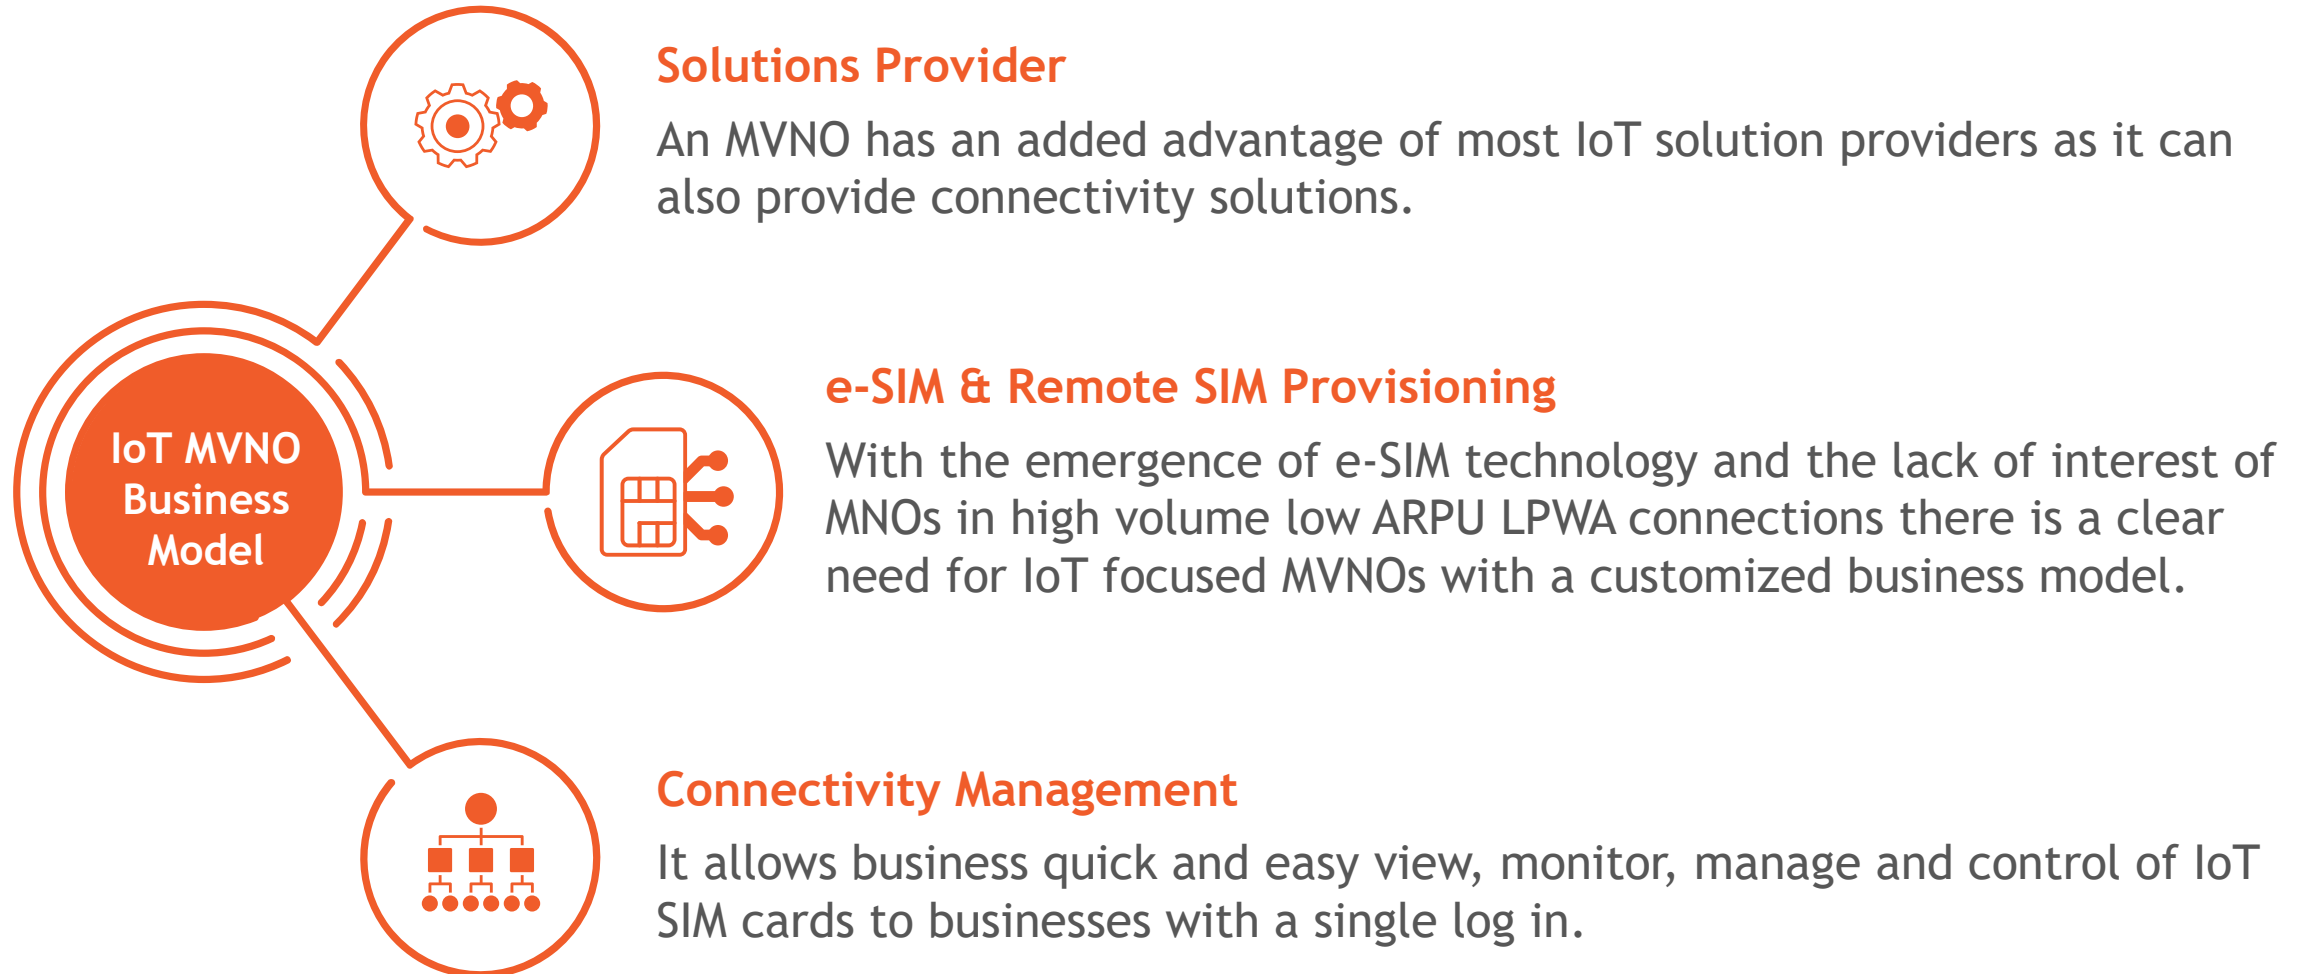 Solutions Provider
An MVNO has an added advantage of most IoT solution providers as it can
also provide connectivity solutions.
IoT MVNO
Business
Model
e-SIM & Remote SIM Provisioning
With the emergence of e-SIM technology and the lack of interest of
MNOs in high volume low ARPU LPWA connections there is a clear
need for IoT focused MVNOs with a customized business model.
Connectivity Management
It allows business quick and easy view, monitor, manage and control of IoT
SIM cards to businesses with a single log in.